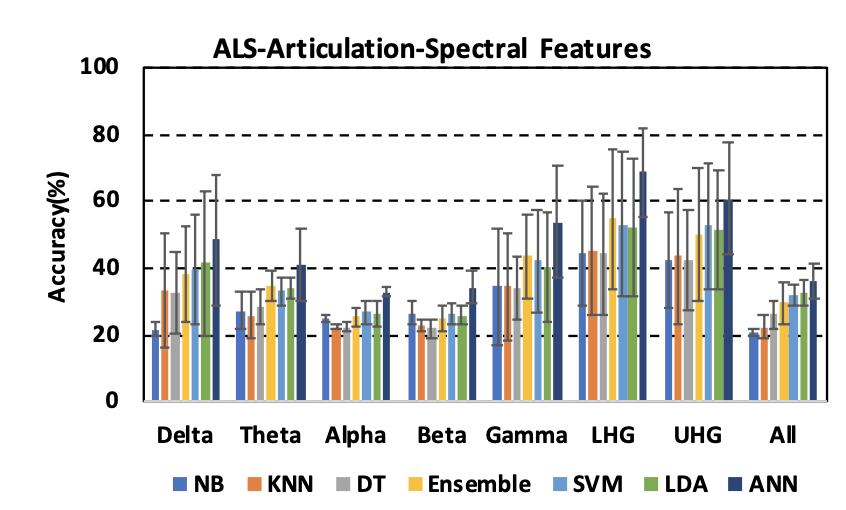 ALS-Articulation-Spectral Features
100
80
60
40
20
0
Accuracy(%)
Delta Theta Alpha Beta Gamma LHG UHG All
NB KNN DT Ensemble SVM LDA ANN